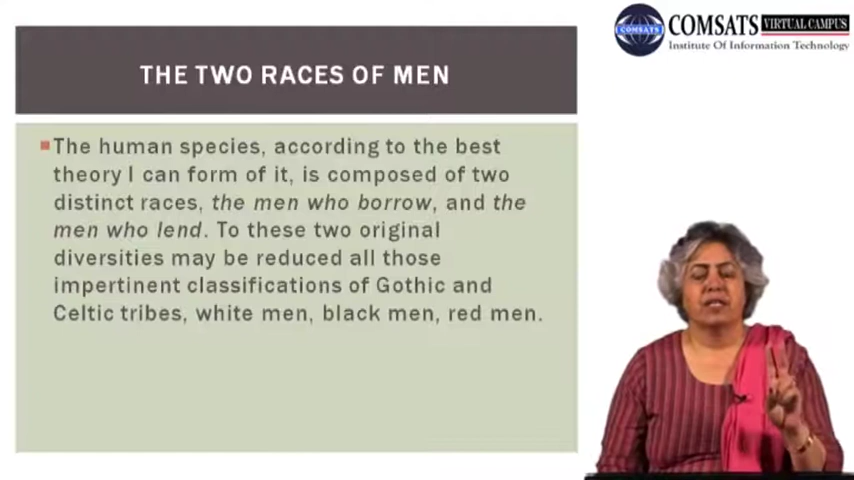 COMSATS
COMSATS VIRTUAL CAMPUS
Institute Of Information Technology
THE TWO RACES OF MEN
The human species, according to the best
theory I can form of it, is composed of two
distinct races, the men who borrow, and the
men who lend. To these two original
diversities may be reduced all those
impertinent classifications of Gothic and
Celtic tribes, white men, black men, red men.